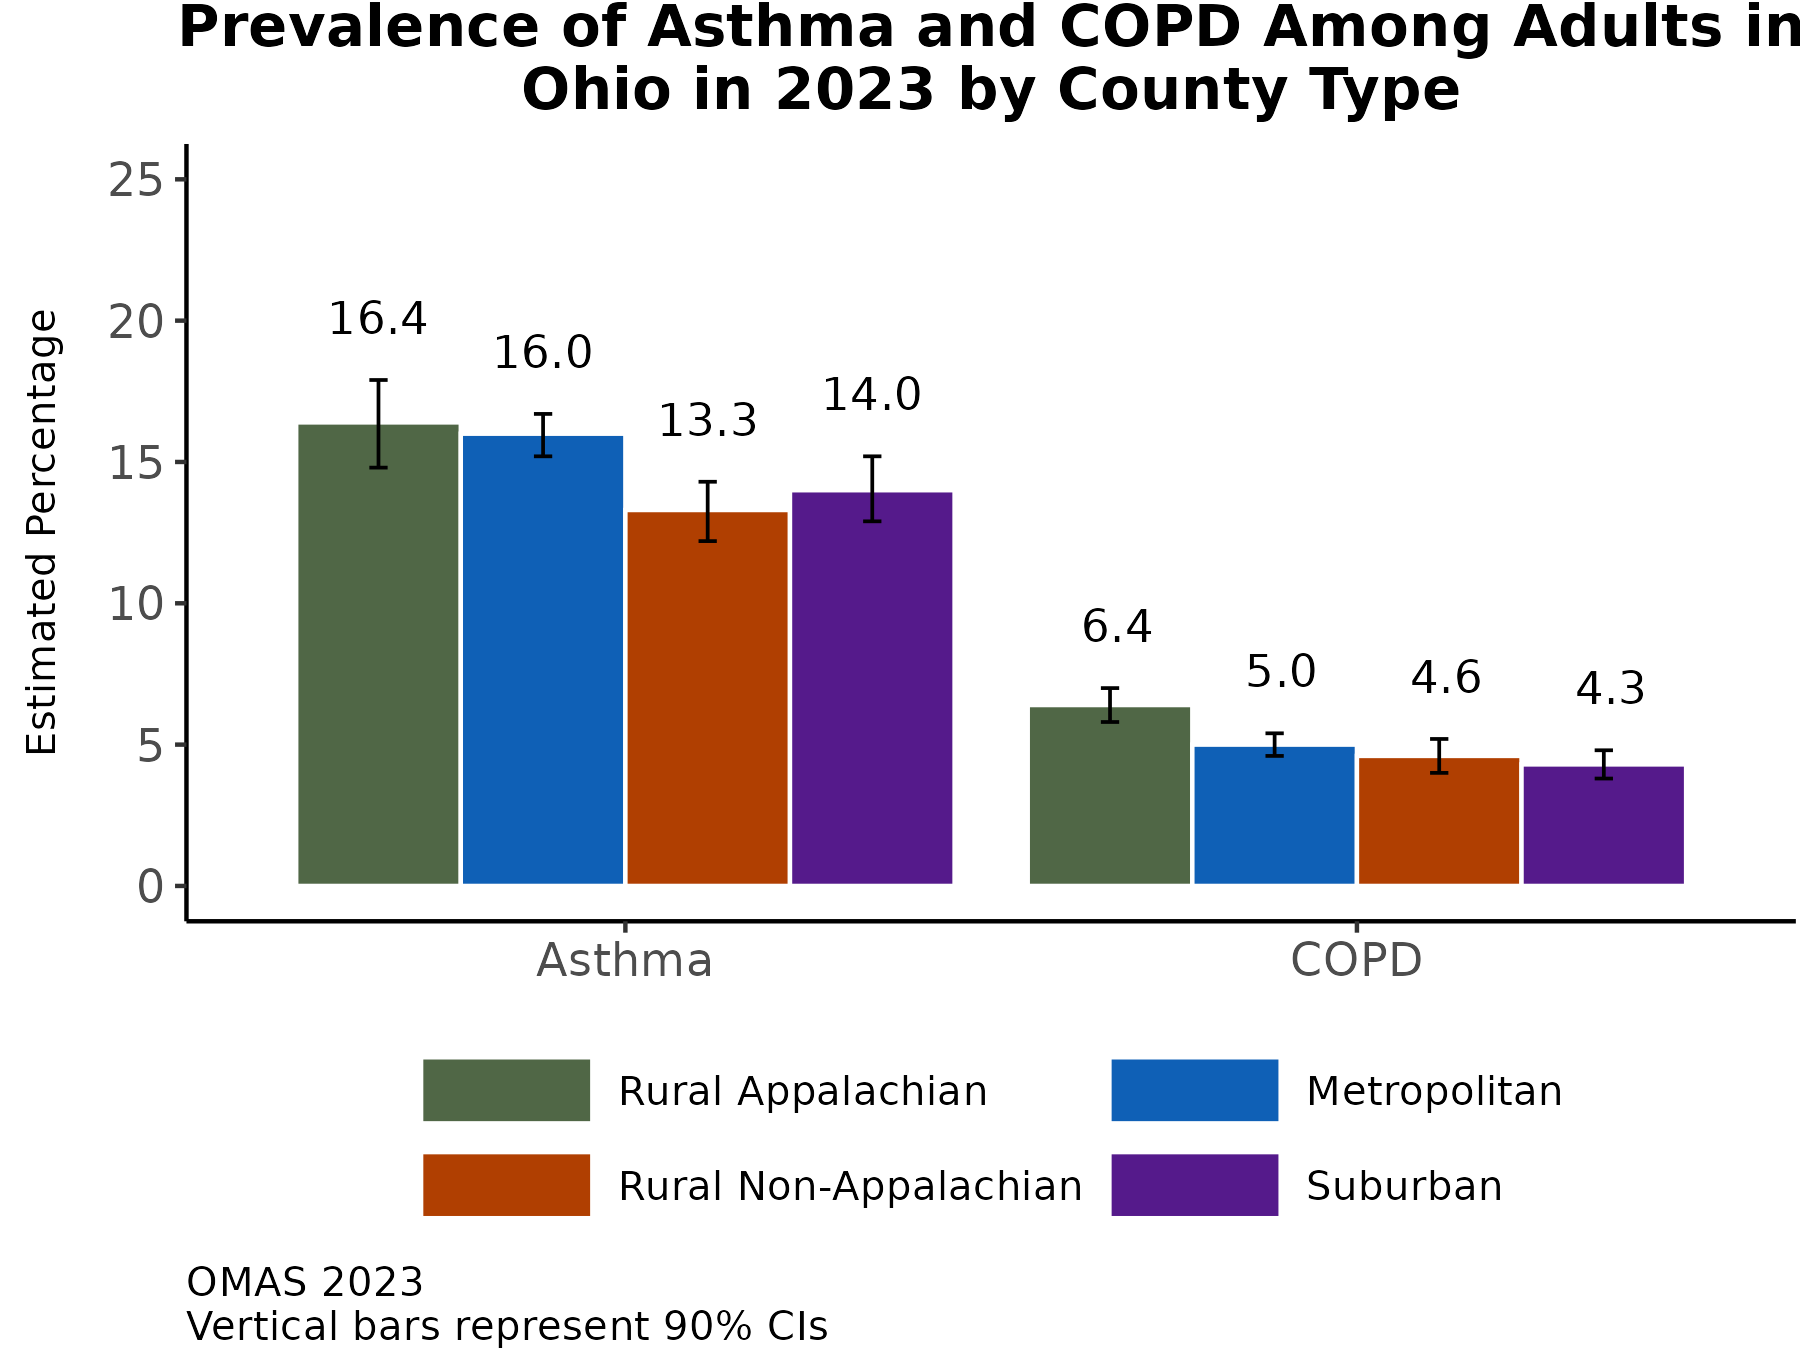 Prevalence of Asthma and COPD Among Adults in
Ohio in 2023 by County Type
Estimated Percentage
25
20
15
10
5
0
16.4
16.0
13.3
14.0
6.4
5.0
4.6
4.3
Asthma
COPD
Rural Appalachian
Metropolitan
Rural Non-Appalachian
Suburban
OMAS 2023
Vertical bars represent 90% CIs